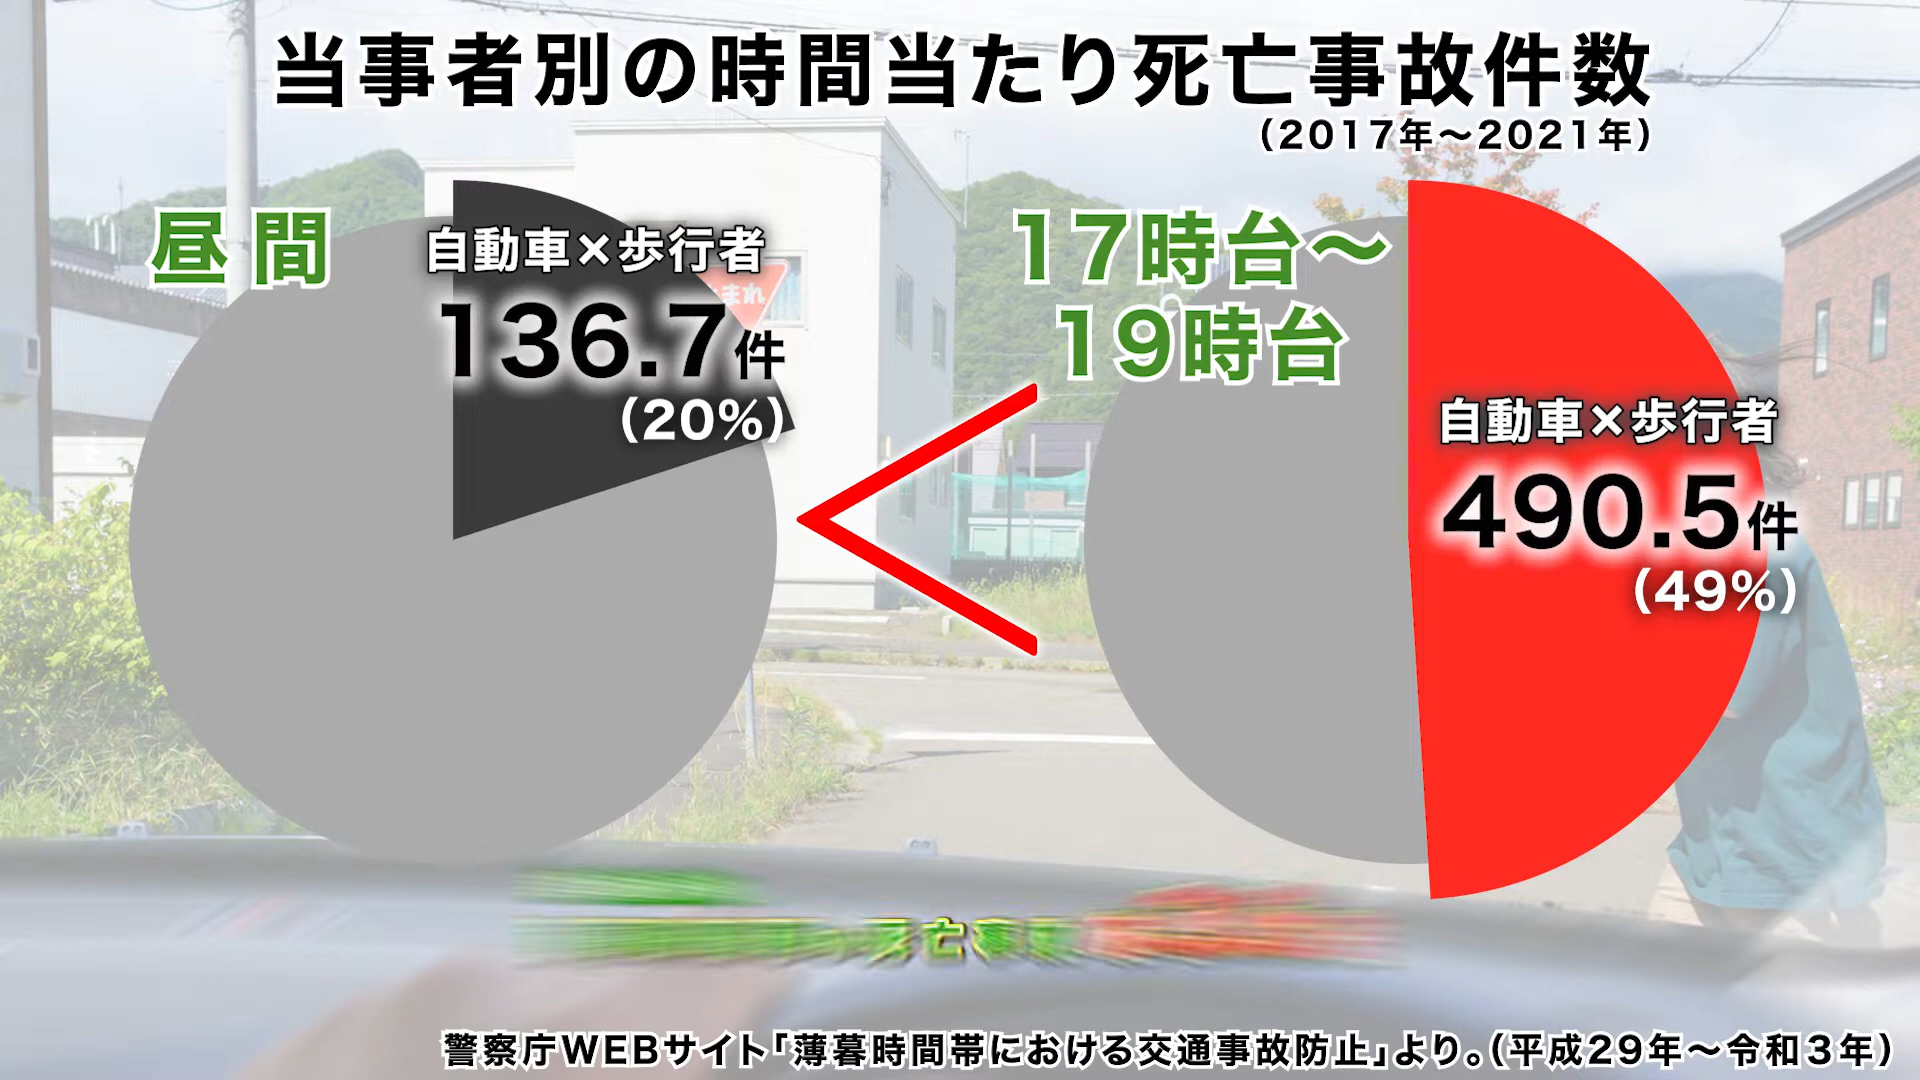 当事者別の時間当たり死亡事故件数
（2017年～2021年）
昼間
自動車×歩行者
136.7件
（20%）
17時台～
19時台
自動車×歩行者
490.5件
（49%）
警察庁WEBサイト「薄暮時間帯における交通事故防止」より。（平成29年～令和3年）